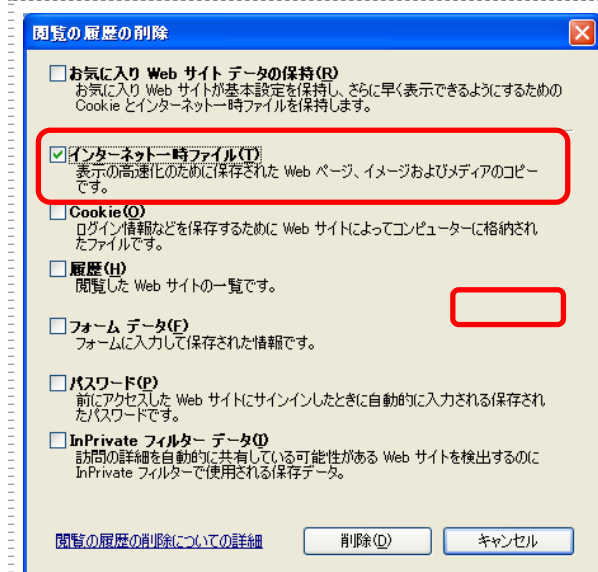 閲覧の履歴の削除
お気に入り Web サイト データの保持(R)
お気に入り Web サイトが基本設定を保持し、さらに早く表示できるようにするための
Cookie とインターネット一時ファイルを保持します。
インターネット一時ファイル(T)
表示の高速化のために保存された Web ページ、イメージおよびメディアのコピー
です。
Cookie(O)
ログイン情報などを保存するために Web サイトによってコンピューターに格納され
たファイルです。
履歴(H)
閲覧した Web サイトの一覧です。
フォーム データ(F)
フォームに入力して保存された情報です。
パスワード(P)
前にアクセスした Web サイトにサインインしたときに自動的に入力される保存され
たパスワードです。
InPrivate フィルター データ(I)
訪問の詳細を自動的に共有している可能性がある Web サイトを検出するのに
InPrivate フィルターで使用される保存データ。
閲覧の履歴の削除についての詳細
削除(D)
キャンセル